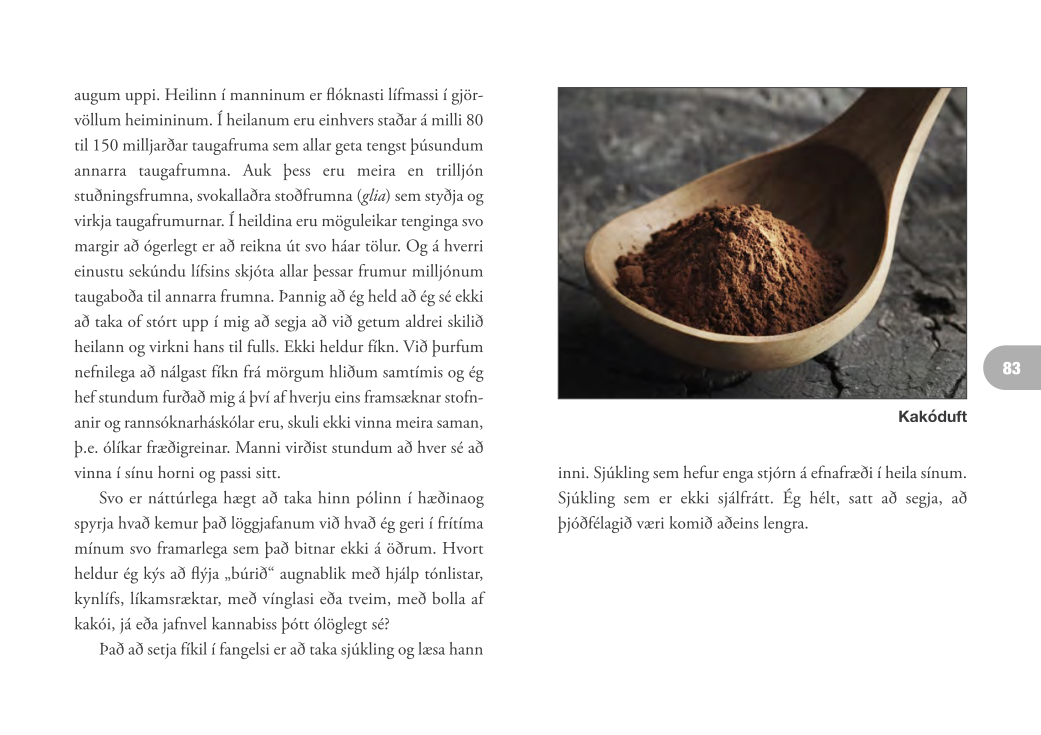 augum uppi. Heilinn í manninum er flóknasti lífmassi í gjör-
völlum heimininum. Í heilanum eru einhvers staðar á milli 80
til 150 milljarðar taugafruma sem allar geta tengst þúsundum
annarra taugafrumna. Auk þess eru meira en trilljón
stuðningsfrumna, svokallaðra stoðfrumna (glia) sem styðja og
virkja taugafrumurnar. Í heildina eru möguleikar tenginga svo
margir að ógerlegt er að reikna út svo háar tölur. Og á hverri
einustu sekúndu lífsins skjóta allar þessar frumur milljónum
taugaboða til annarra frumna. Þannig að ég held að ég sé ekki
að taka of stórt upp í mig að segja að við getum aldrei skilið
heilann og virkni hans til fulls. Ekki heldur fíkn. Við þurfum
nefnilega að nálgast fíkn frá mörgum hliðum samtímis og ég
hef stundum furðað mig á því af hverju eins framsæknar stofn-
anir og rannsóknarháskólar eru, skuli ekki vinna meira saman,
þ.e. ólíkar fræðigreinar. Manni virðist stundum að hver sé að
vinna í sínu horni og passi sitt.
Svo er náttúrlega hægt að taka hinn pólinn í hæðinaog
spyrja hvað kemur það löggjafanum við hvað ég geri í frítíma
mínum svo framarlega sem það bitnar ekki á öðrum. Hvort
heldur ég kýs að flýja „búrið“ augnablik með hjálp tónlistar,
kynlífs, líkamsræktar, með vínglasi eða tveim, með bolla af
kakói, já eða jafnvel kannabiss þótt ólöglegt sé?
Það að setja fíkil í fangelsi er að taka sjúkling og læsa hann
83
Kakóduft
inni. Sjúkling sem hefur enga stjórn á efnafræði í heila sínum.
Sjúkling sem er ekki sjálfrátt. Ég hélt, satt að segja, að
þjóðfélagið væri komið aðeins lengra.